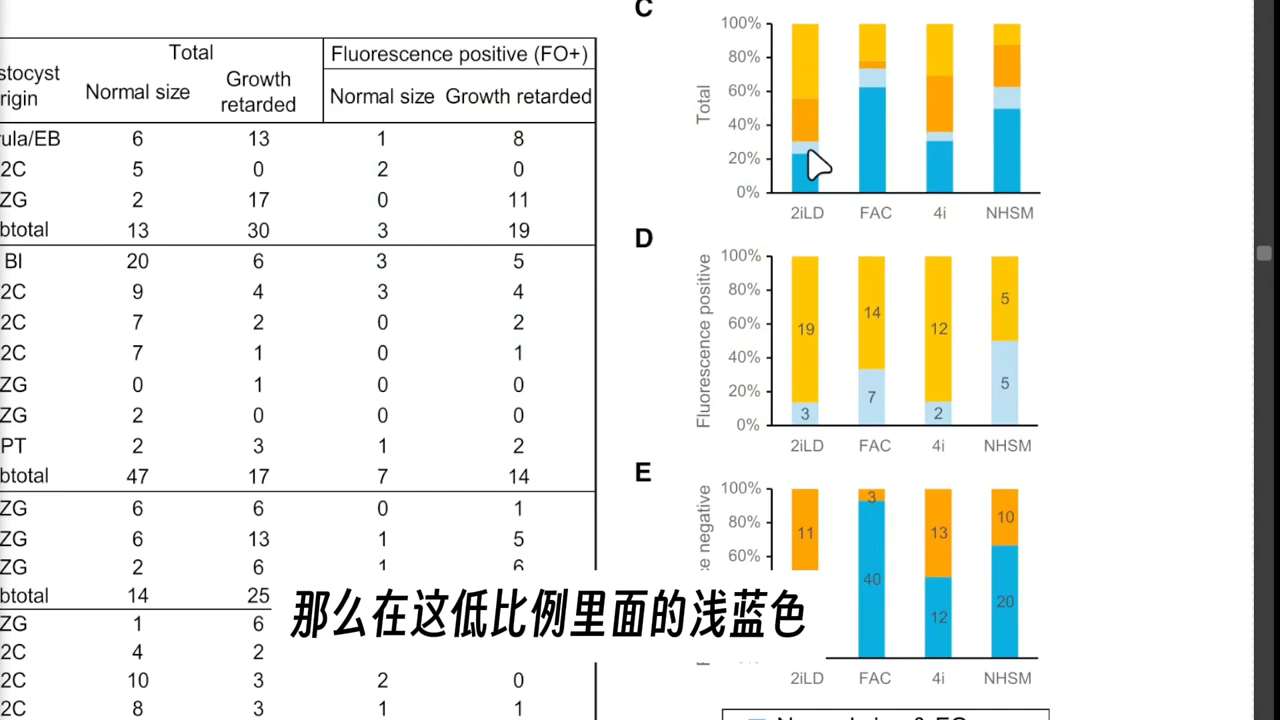 Total
Fluorescence positive (FO+)
stocyst
rigin
Normal size
Growth
retarded
Normal size
Growth retarded
rula/EB 6 13 1 8
2C 5 0 2 0
ZG 2 17 0 11
btotal 13 30 3 19
BI 20 6 3 5
2C 9 4 3 4
2C 7 2 0 2
2C 7 1 0 1
ZG 0 1 0 0
ZG 2 0 0 0
PT 2 3 1 2
btotal 47 17 7 14
ZG 6 6 0 1
ZG 6 13 1 5
ZG 2 6 1 6
btotal 14 25
ZG 1 6
2C 4 2
2C 10 3 2 0
2C 8 3 1 1
C
Total
100%
80%
60%
40%
20%
0%
2iLD FAC 4i NHSM
D
Fluorescence positive
100%
80%
60%
40%
20%
0%
19 14 12 5
3 7 2 5
2iLD FAC 4i NHSM
E
ce negative
100%
80%
60%
11 3 13 10
40 12 20
2iLD FAC 4i NHSM
那么在这低比例里面的浅蓝色